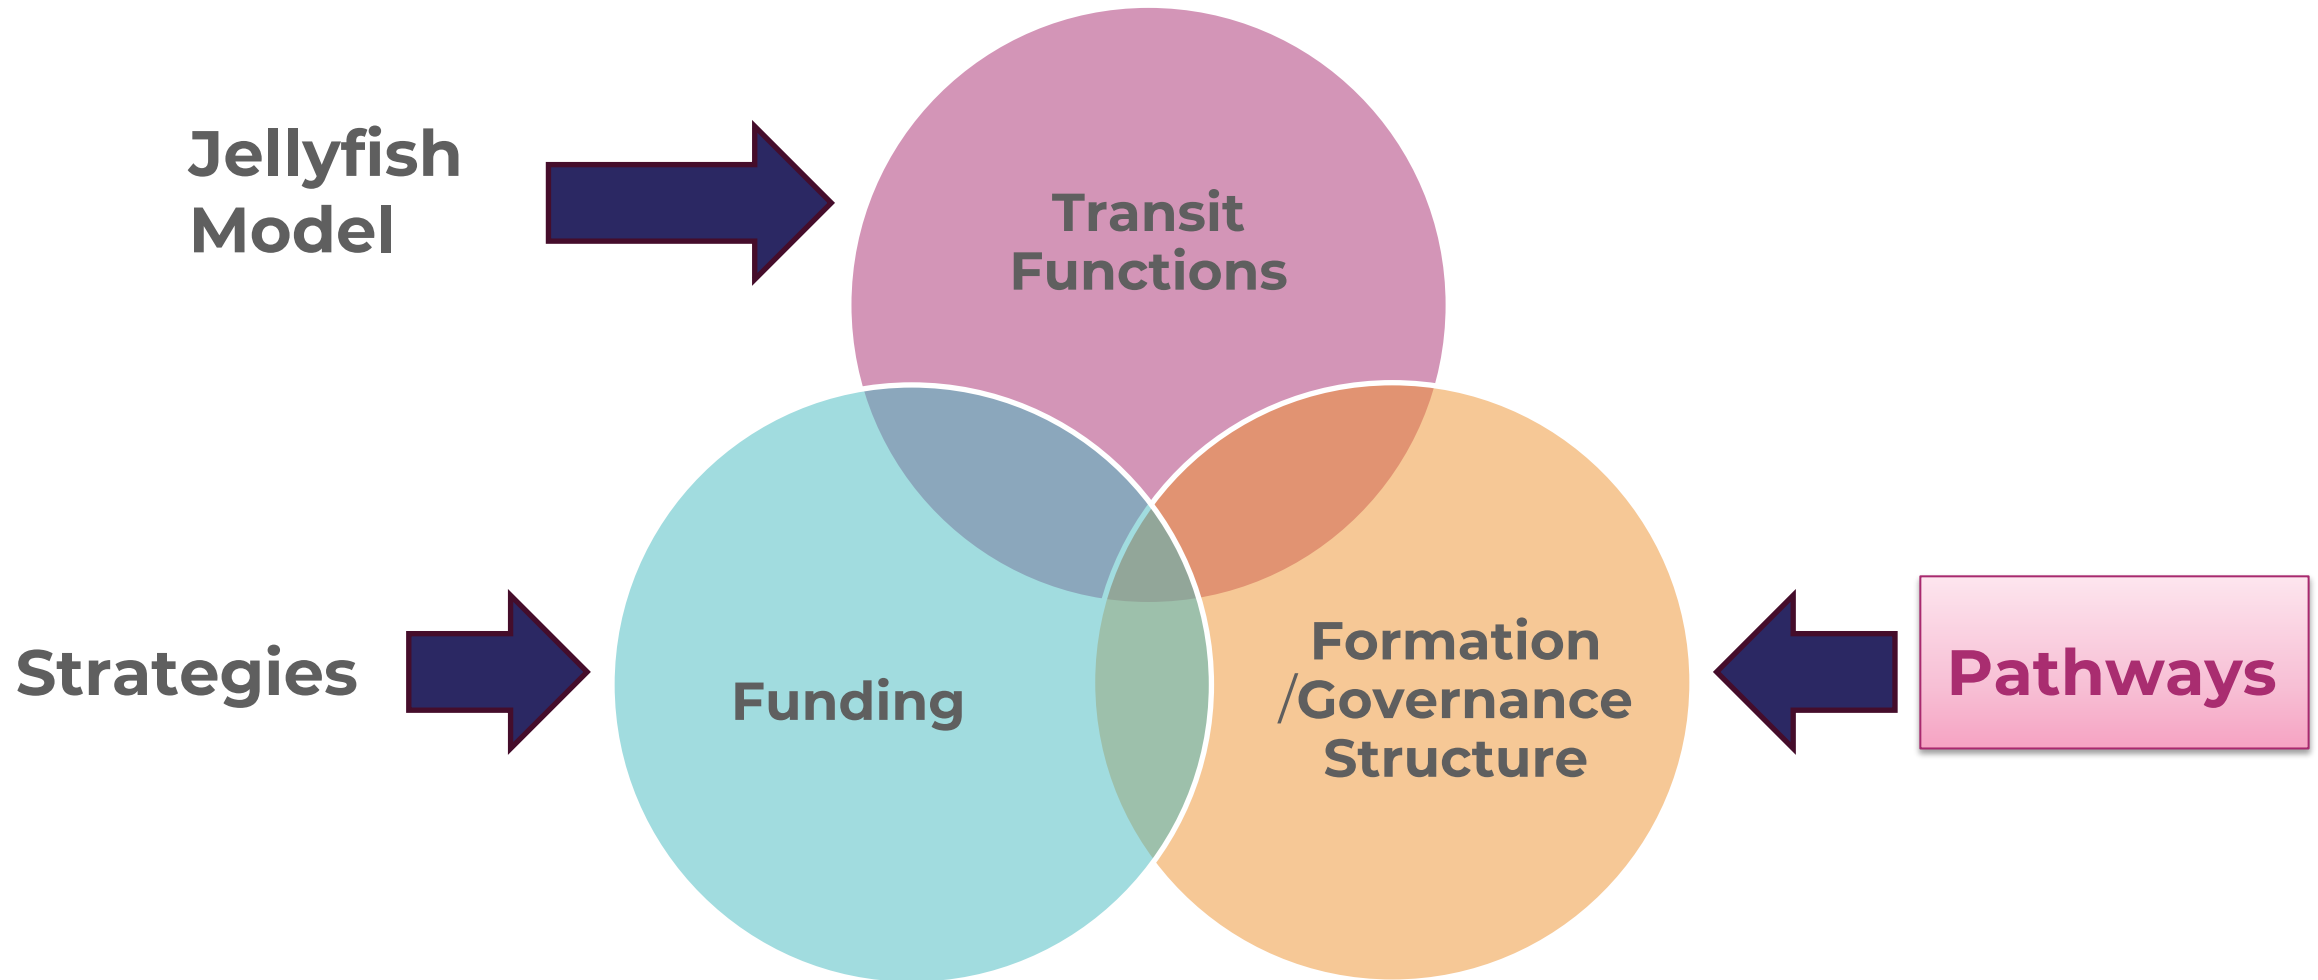 Jellyfish
Model
Transit
Functions
Strategies
Funding
Formation
/Governance
Structure
Pathways